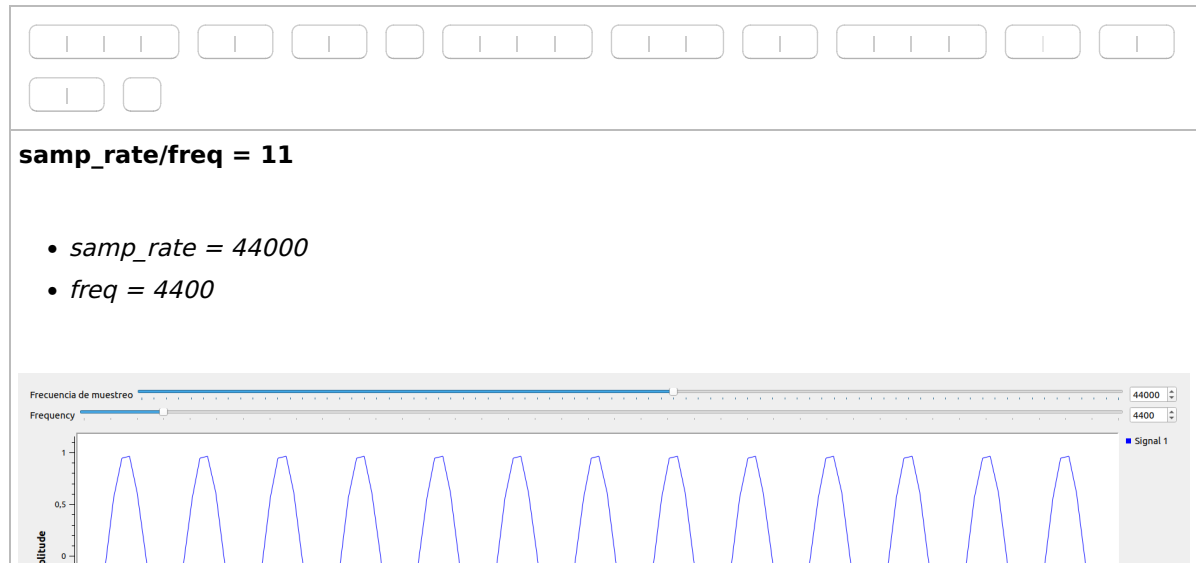 samp_rate/freq = 11
• samp_rate = 44000
• freq = 4400
Frecuencia de muestreo 44000
Frequency 4400
Signal 1
1
0,5
0